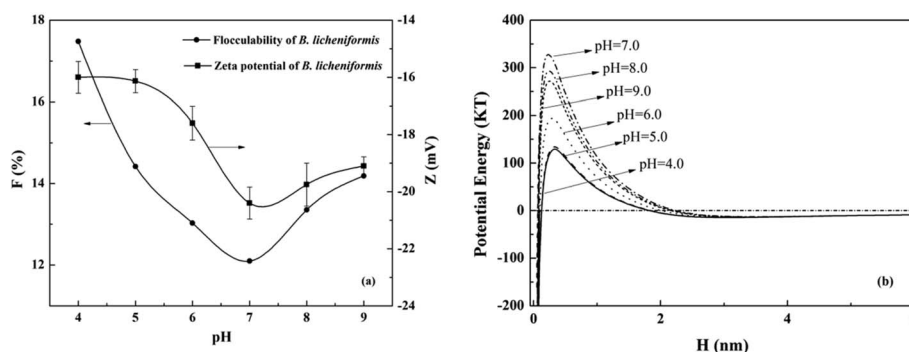 18
16
14
12
F (%)
4 5 6 7 8 9
pH
-14
-16
-18
-20
-22
-24
Z (mV)
Flocculability of B. licheniformis
Zeta potential of B. licheniformis
(a)
400
300
200
100
0
-100
-200
Potential Energy (KT)
0 2 4
H (nm)
pH=7.0
pH=8.0
pH=9.0
pH=6.0
pH=5.0
pH=4.0
(b)